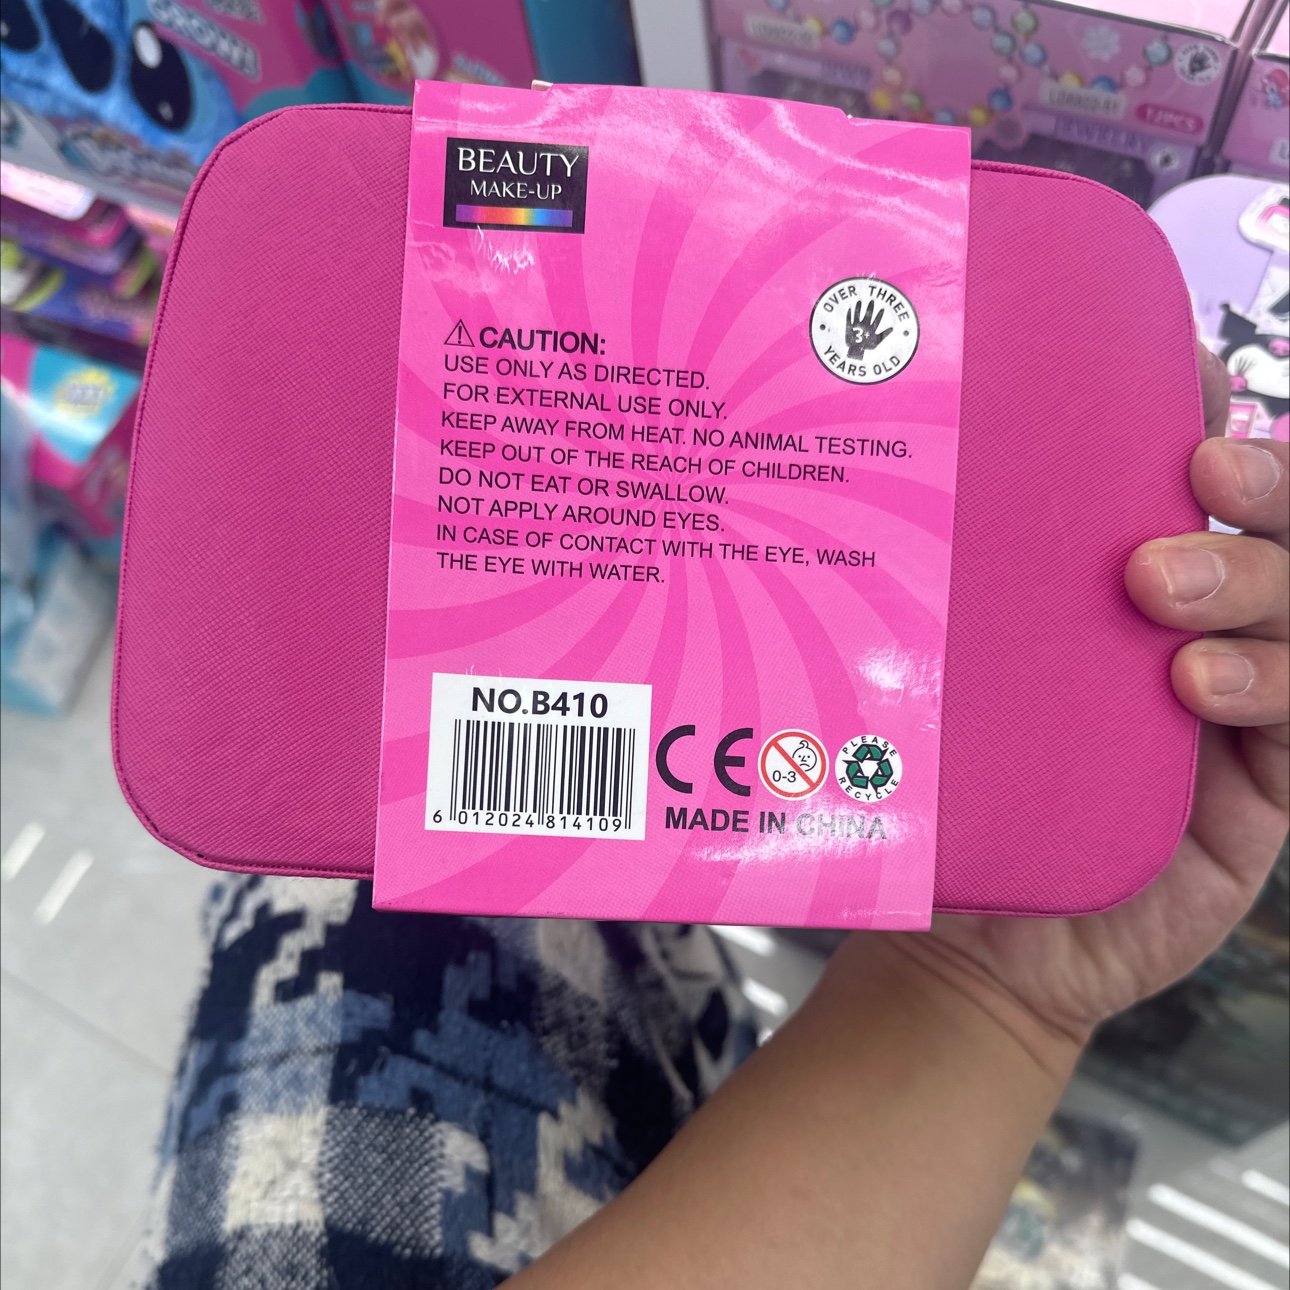 BEAUTY
MAKE-UP
OVER THREE
3+
YEARS OLD
⚠ CAUTION:
USE ONLY AS DIRECTED.
FOR EXTERNAL USE ONLY.
KEEP AWAY FROM HEAT. NO ANIMAL TESTING.
KEEP OUT OF THE REACH OF CHILDREN.
DO NOT EAT OR SWALLOW.
NOT APPLY AROUND EYES.
IN CASE OF CONTACT WITH THE EYE, WASH
THE EYE WITH WATER.
NO.B410
6 012024 814109
CE
0-3
PLEASE
RECYCLE
MADE IN CHINA
12PCS